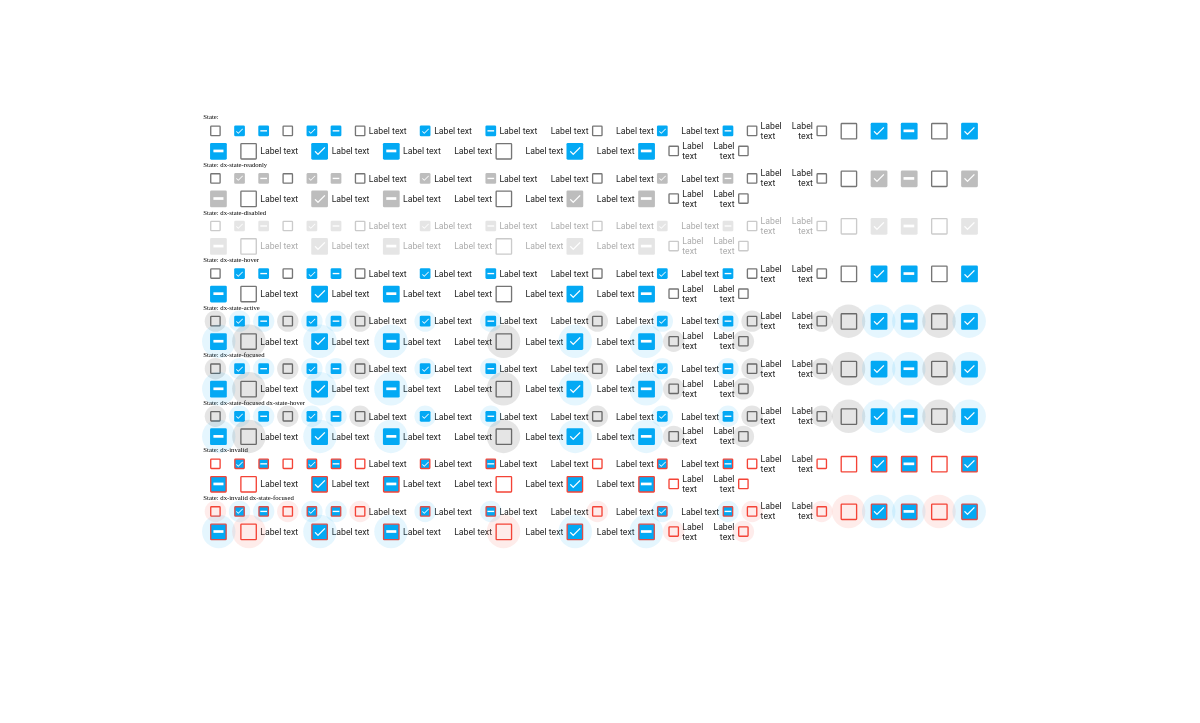 State:
Label text Label text Label text Label text Label text Label text Label text Label text
Label text Label text Label text Label text Label text Label text Label text Label text
State: dx-state-readonly
Label text Label text Label text Label text Label text Label text Label text Label text
Label text Label text Label text Label text Label text Label text Label text Label text
State: dx-state-disabled
Label text Label text Label text Label text Label text Label text Label text Label text
Label text Label text Label text Label text Label text Label text Label text Label text
State: dx-state-hover
Label text Label text Label text Label text Label text Label text Label text Label text
Label text Label text Label text Label text Label text Label text Label text Label text
State: dx-state-active
Label text Label text Label text Label text Label text Label text Label text Label text
Label text Label text Label text Label text Label text Label text Label text Label text
State: dx-state-focused
Label text Label text Label text Label text Label text Label text Label text Label text
Label text Label text Label text Label text Label text Label text Label text Label text
State: dx-state-focused dx-state-hover
Label text Label text Label text Label text Label text Label text Label text Label text
Label text Label text Label text Label text Label text Label text Label text Label text
State: dx-invalid
Label text Label text Label text Label text Label text Label text Label text Label text
Label text Label text Label text Label text Label text Label text Label text Label text
State: dx-invalid dx-state-focused
Label text Label text Label text Label text Label text Label text Label text Label text
Label text Label text Label text Label text Label text Label text Label text Label text